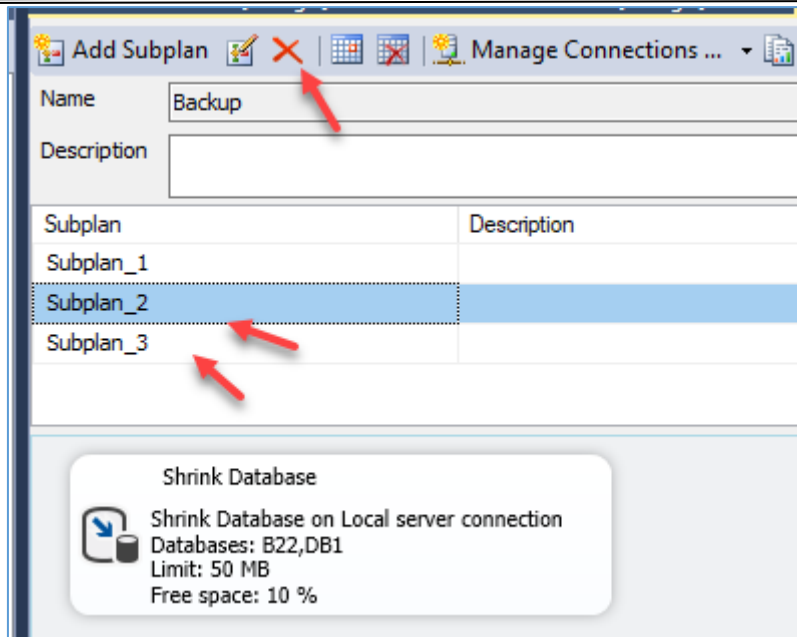 Add Subplan Manage Connections ...
Name Backup
Description
Subplan Description
Subplan_1
Subplan_2
Subplan_3
Shrink Database
Shrink Database on Local server connection
Databases: B22,DB1
Limit: 50 MB
Free space: 10 %